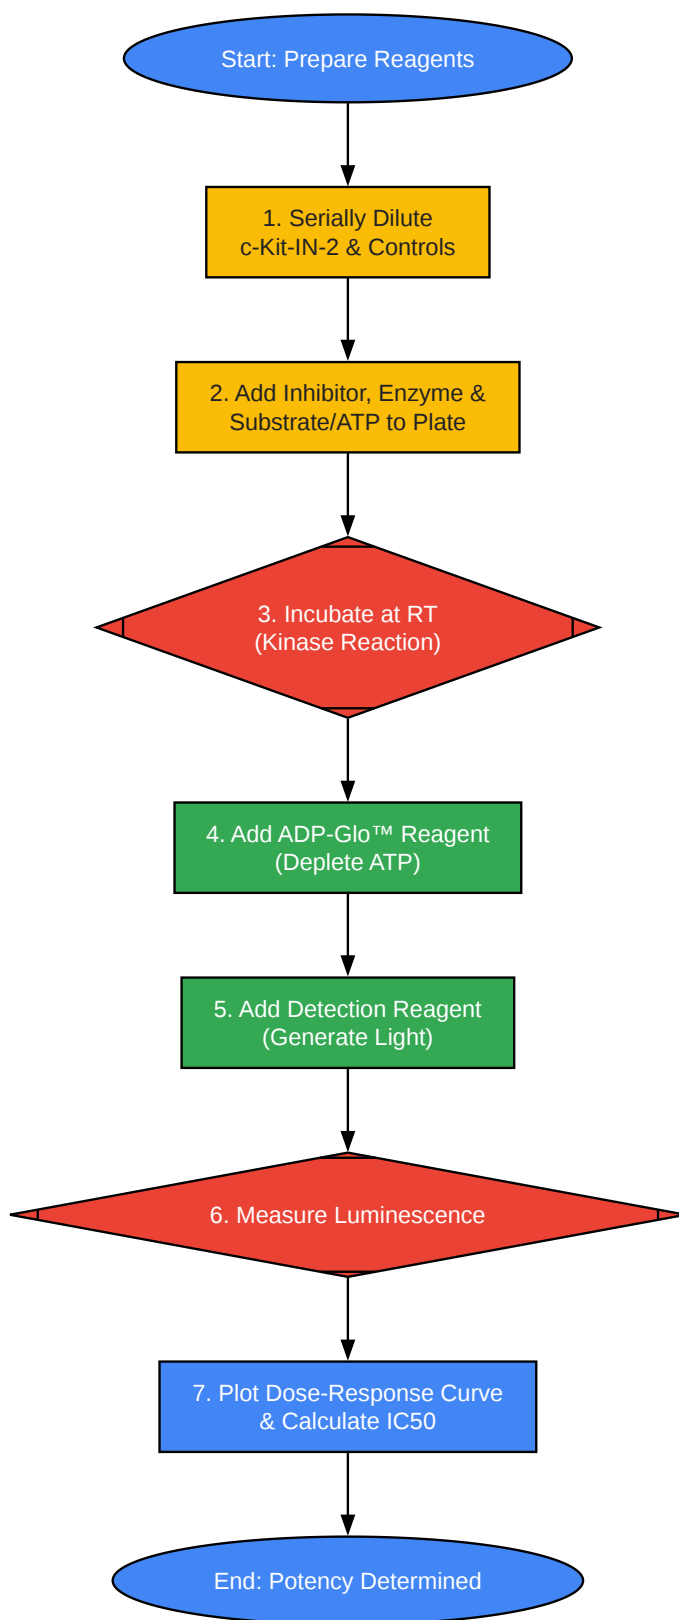 Start: Prepare Reagents
1. Serially Dilute
c-Kit-IN-2 & Controls
2. Add Inhibitor, Enzyme &
Substrate/ATP to Plate
3. Incubate at RT
(Kinase Reaction)
4. Add ADP-Glo™ Reagent
(Deplete ATP)
5. Add Detection Reagent
(Generate Light)
6. Measure Luminescence
7. Plot Dose-Response Curve
& Calculate IC50
End: Potency Determined